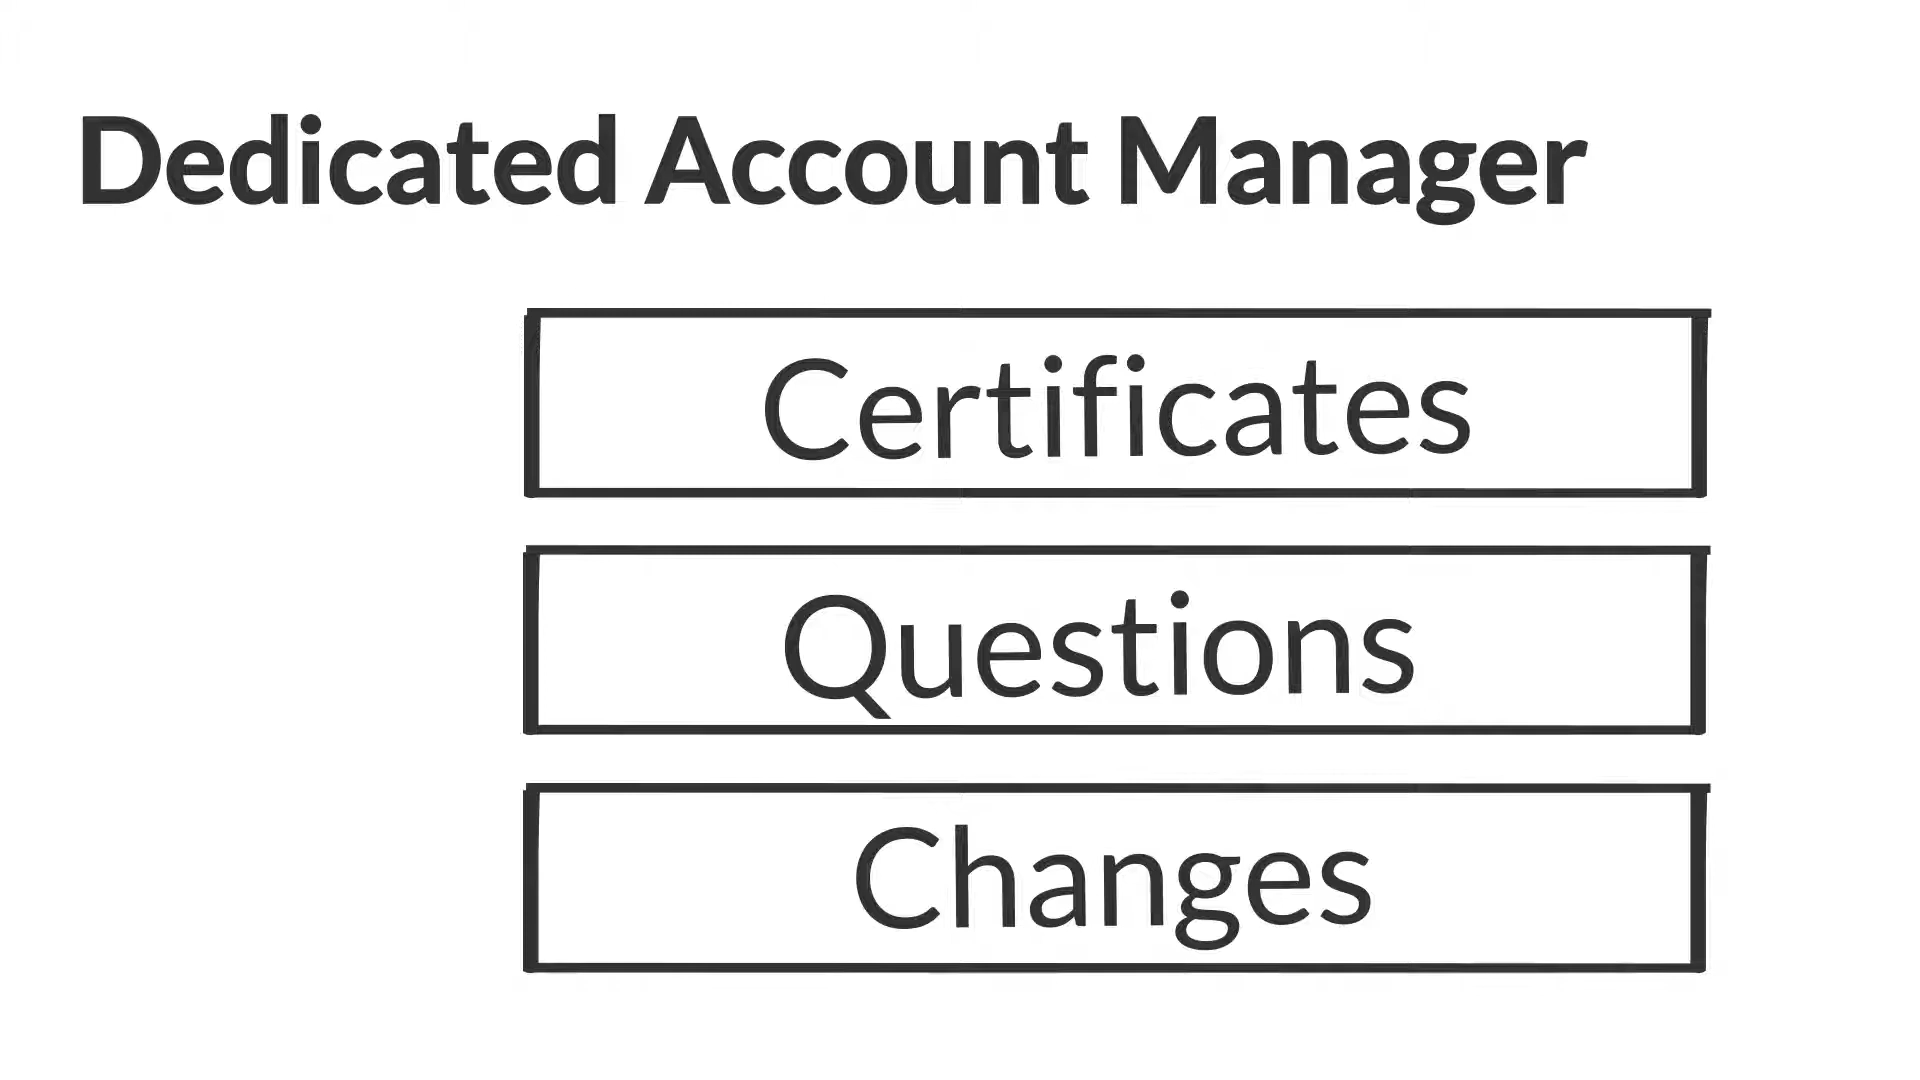 Dedicated Account Manager
Certificates
Questions
Changes